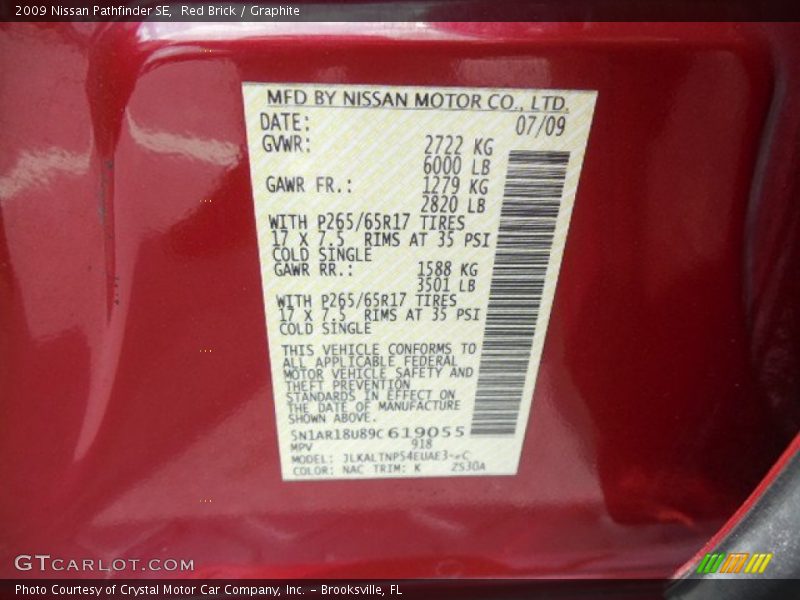 2009 Nissan Pathfinder SE,  Red Brick / Graphite
MFD BY NISSAN MOTOR CO., LTD.
DATE: 07/09
GVWR: 2722 KG
6000 LB
GAWR FR.: 1279 KG
2820 LB
WITH P265/65R17 TIRES
17 X 7.5 RIMS AT 35 PSI
COLD SINGLE
GAWR RR.: 1588 KG
3501 LB
WITH P265/65R17 TIRES
17 X 7.5 RIMS AT 35 PSI
COLD SINGLE
THIS VEHICLE CONFORMS TO
ALL APPLICABLE FEDERAL
MOTOR VEHICLE SAFETY AND
THEFT PREVENTION
STANDARDS IN EFFECT ON
THE DATE OF MANUFACTURE
SHOWN ABOVE.
5N1AR18U89C619055
MPV 918
MODEL:
COLOR: NAC TRIM: K ZS30A
GTCARLOT.COM
Photo Courtesy of Crystal Motor Car Company, Inc. – Brooksville, FL